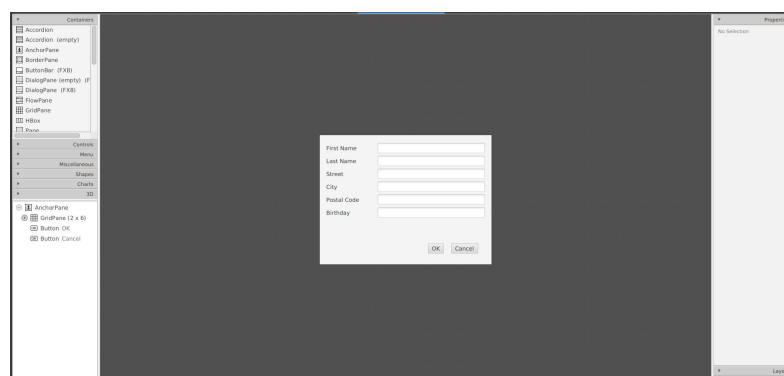 Containers
Accordion
Accordion (empty)
AnchorPane
BorderPane
ButtonBar (FX8)
DialogPane (empty) (F
DialogPane (FX8)
FlowPane
GridPane
HBox
Pane
Controls
Menu
Miscellaneous
Shapes
Charts
3D
AnchorPane
GridPane (2 x 6)
Button OK
Button Cancel
First Name
Last Name
Street
City
Postal Code
Birthday
OK Cancel
Properti
No Selection
Layo